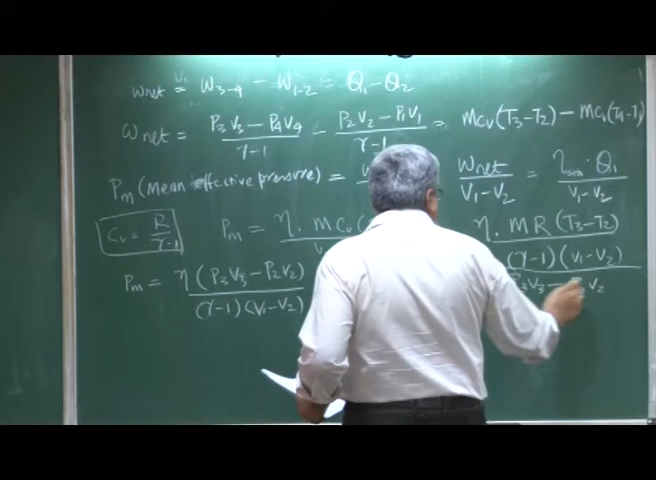 Wnet = W3-4 - W1-2 = Q1 - Q2
Wnet = P3V3 - P4V4 / γ-1 - P2V2 - P1V1 / γ-1 = mCv(T3-T2) - mCv(T4-T1)
Pm (Mean effective pressure) = Wnet / V1-V2 = η · Q1 / V1-V2
Cv = R / γ-1 Pm = η. mCv η. MR (T3-T2) / (γ-1)(V1-V2)
Pm = η (P3V3 - P2V2) / (γ-1)(V1-V2) P3V3 - V2